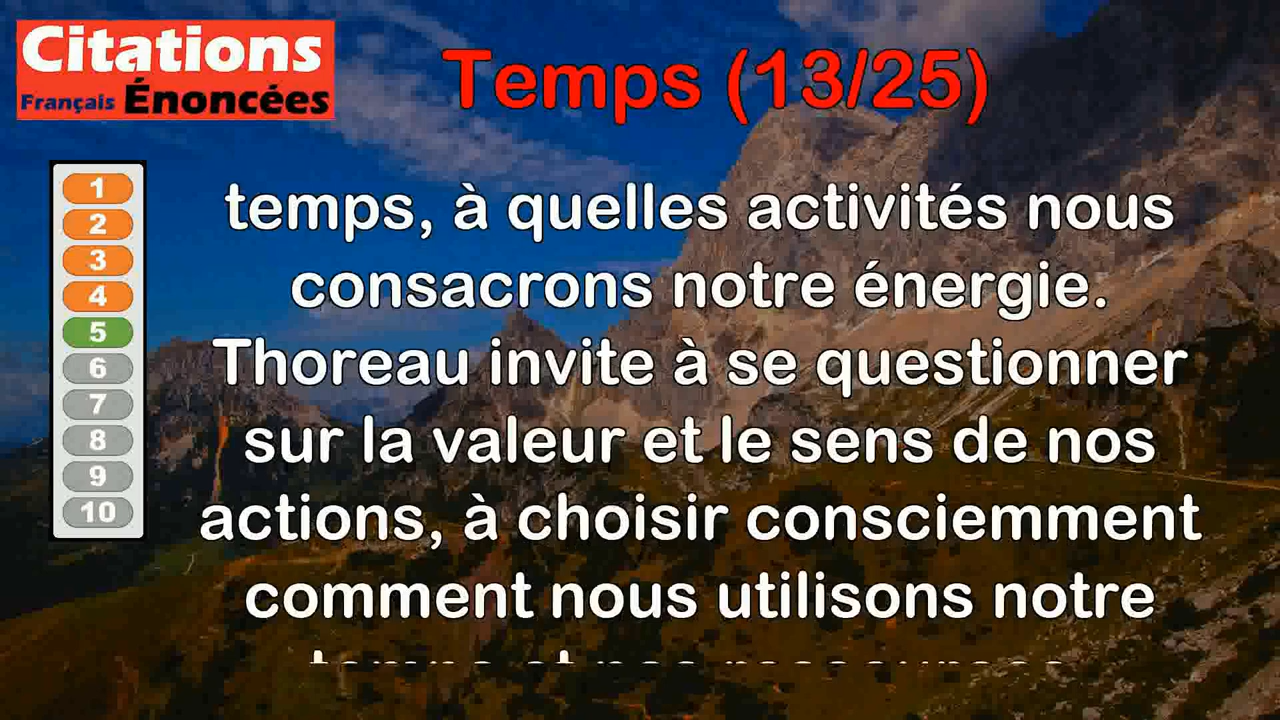 Citations
Français Énoncées
Temps (13/25)
1
2
3
4
5
6
7
8
9
10
temps, à quelles activités nous
consacrons notre énergie.
Thoreau invite à se questionner
sur la valeur et le sens de nos
actions, à choisir consciemment
comment nous utilisons notre